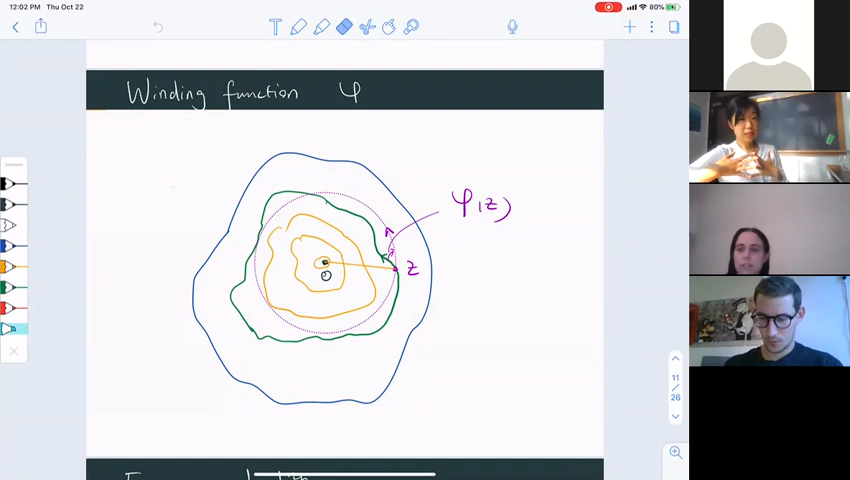 12:02 PM Thu Oct 22
80%
Winding function φ
φ(z)
z
0
11
/
26